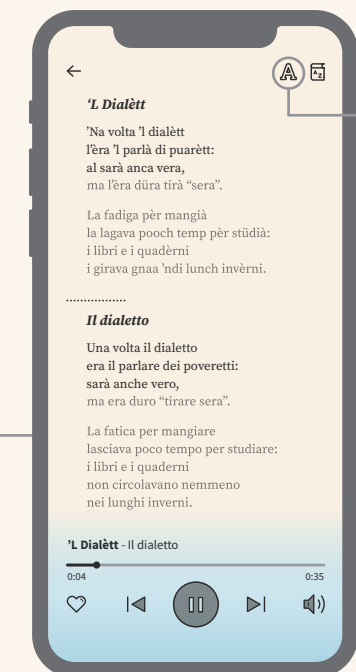 A
A Z
‘L Dialètt
’Na volta ’l dialètt
l’èra ’l parlà di puarètt:
al sarà anca vera,
ma l’èra düra tirà “sera”.
La fadiga pèr mangià
la lagava pooch temp pèr stüdià:
i libri e i quadèrni
i girava gnaa ’ndi lunch invèrni.
Il dialetto
Una volta il dialetto
era il parlare dei poveretti:
sarà anche vero,
ma era duro “tirare sera”.
La fatica per mangiare
lasciava poco tempo per studiare:
i libri e i quaderni
non circolavano nemmeno
nei lunghi inverni.
’L Dialètt - Il dialetto
0:04 0:35